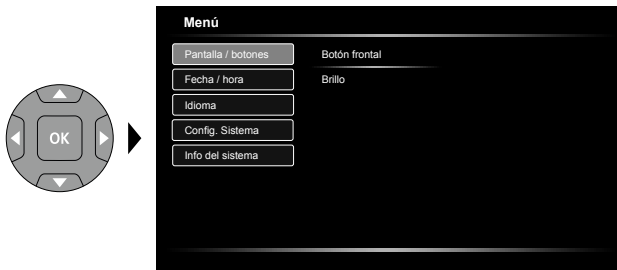 Menú
Pantalla / botones
Botón frontal
Fecha / hora
Brillo
Idioma
Config. Sistema
Info del sistema
OK